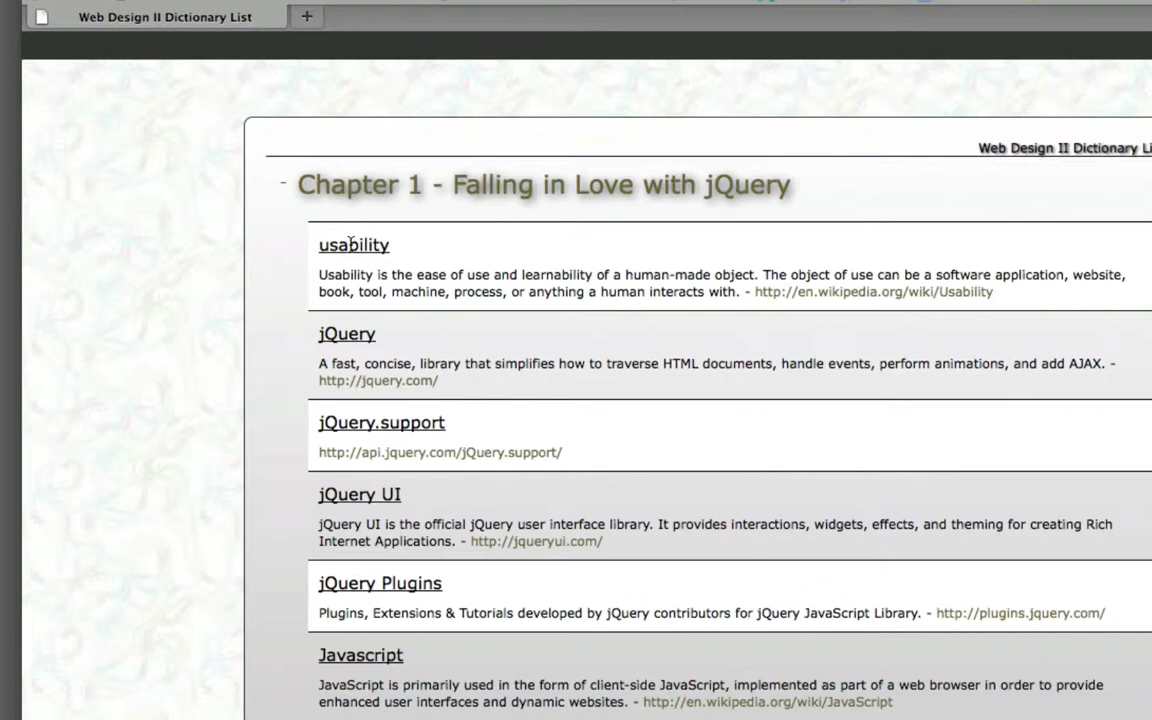 Web Design II Dictionary List
+
Web Design II Dictionary
- Chapter 1 - Falling in Love with jQuery
usability
Usability is the ease of use and learnability of a human-made object. The object of use can be a software application, website,
book, tool, machine, process, or anything a human interacts with. - http://en.wikipedia.org/wiki/Usability
jQuery
A fast, concise, library that simplifies how to traverse HTML documents, handle events, perform animations, and add AJAX. -
http://jquery.com/
jQuery.support
http://api.jquery.com/jQuery.support/
jQuery UI
jQuery UI is the official jQuery user interface library. It provides interactions, widgets, effects, and theming for creating Rich
Internet Applications. - http://jqueryui.com/
jQuery Plugins
Plugins, Extensions & Tutorials developed by jQuery contributors for jQuery JavaScript Library. - http://plugins.jquery.com/
Javascript
JavaScript is primarily used in the form of client-side JavaScript, implemented as part of a web browser in order to provide
enhanced user interfaces and dynamic websites. - http://en.wikipedia.org/wiki/JavaScript